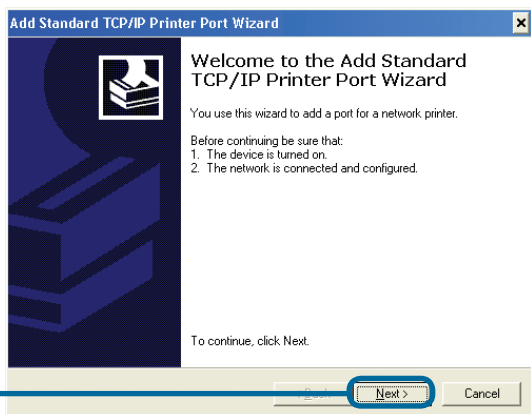 Add Standard TCP/IP Printer Port Wizard
Welcome to the Add Standard
TCP/IP Printer Port Wizard
You use this wizard to add a port for a network printer.
Before continuing be sure that:
1. The device is turned on.
2. The network is connected and configured.
To continue, click Next.
Next >
Cancel